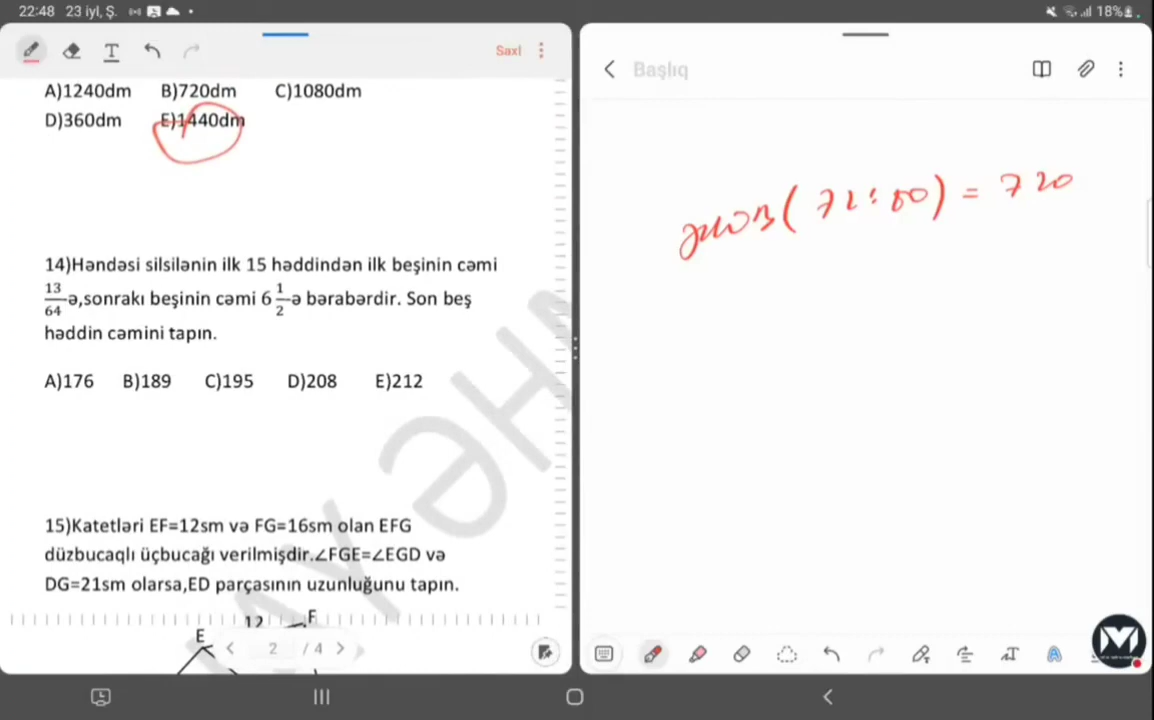 22:48 23 iyl, Ş. 18%
Saxl
A)1240dm B)720dm C)1080dm
D)360dm E)1440dm
14)Həndəsi silsilənin ilk 15 həddindən ilk beşinin cəmi
13/64-ə,sonrakı beşinin cəmi 6 1/2-ə bərabərdir. Son beş
həddin cəmini tapın.
A)176 B)189 C)195 D)208 E)212
15)Katetləri EF=12sm və FG=16sm olan EFG
düzbucaqlı üçbucağı verilmişdir.∠FGE=∠EGD və
DG=21sm olarsa,ED parçasının uzunluğunu tapın.
12 F
E
2 / 4
Başlıq
ƏKOB(72:80)=720